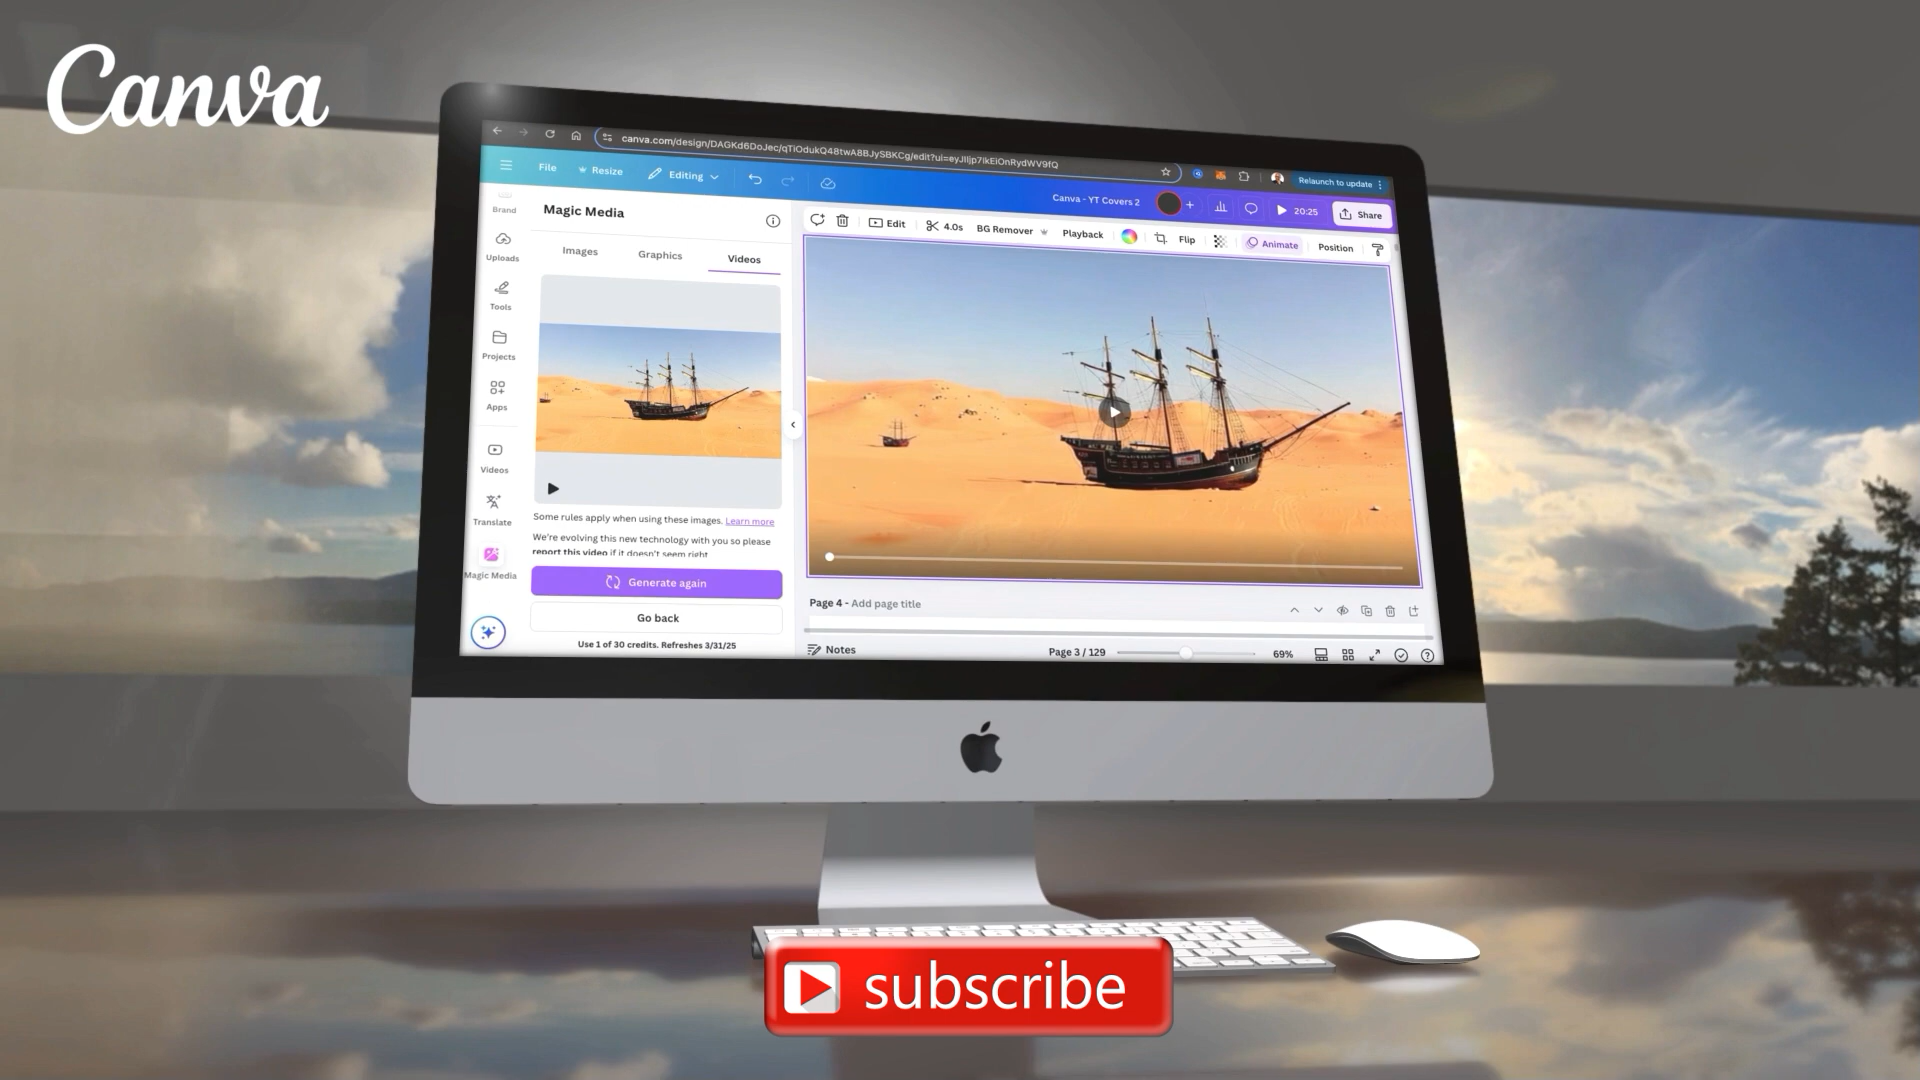 Canva
canva.com/design/DAGKd6DoJec/qTiOdukQ48twA8BJySBKCg/edit?ui=eyJIIjp7IkEiOnRydWV9fQ
Relaunch to update
File
Resize
Editing
Canva - YT Covers 2
20:25
Share
Brand
Uploads
Tools
Projects
Apps
Videos
Translate
Magic Media
Magic Media
Images Graphics Videos
Some rules apply when using these images. Learn more
We're evolving this new technology with you so please
report this video if it doesn't seem right
Generate again
Go back
Use 1 of 30 credits. Refreshes 3/31/25
Edit
4.0s
BG Remover
Playback
Flip
Animate
Position
Page 4 - Add page title
Notes
Page 3 / 129
69%
subscribe